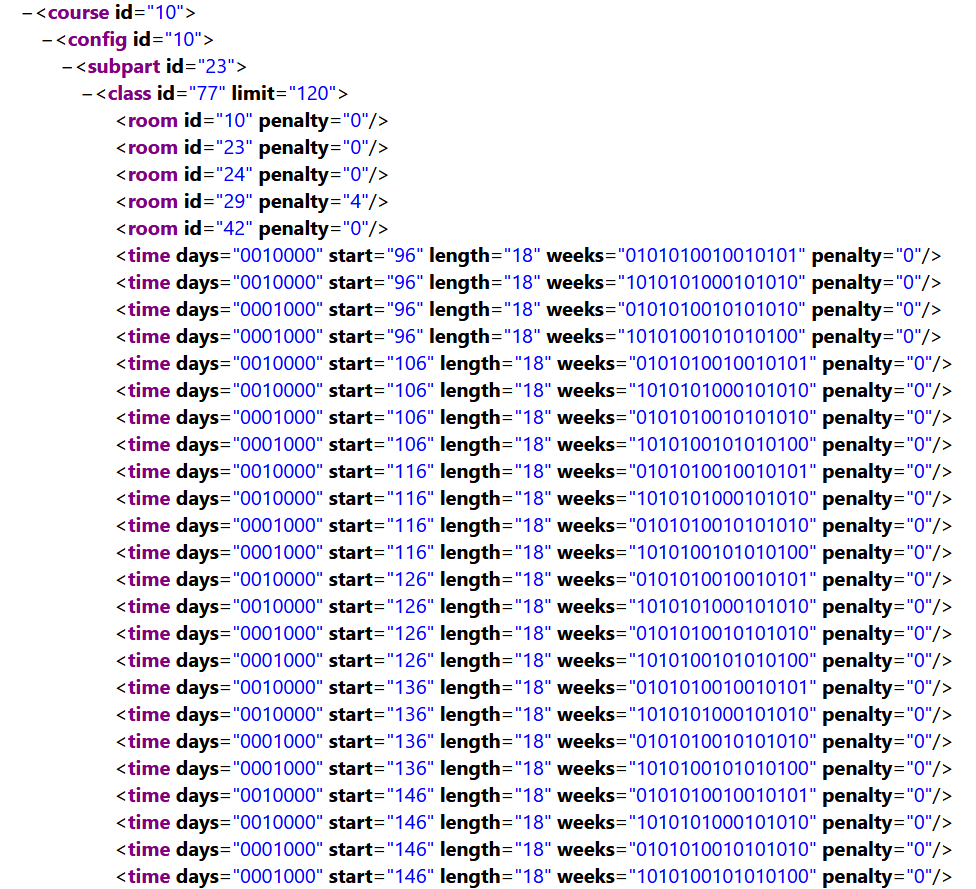 −<course id="10">
−<config id="10">
−<subpart id="23">
−<class id="77" limit="120">
<room id="10" penalty="0"/>
<room id="23" penalty="0"/>
<room id="24" penalty="0"/>
<room id="29" penalty="4"/>
<room id="42" penalty="0"/>
<time days="0010000" start="96" length="18" weeks="0101010010010101" penalty="0"/>
<time days="0010000" start="96" length="18" weeks="1010101000101010" penalty="0"/>
<time days="0001000" start="96" length="18" weeks="0101010010101010" penalty="0"/>
<time days="0001000" start="96" length="18" weeks="1010100101010100" penalty="0"/>
<time days="0010000" start="106" length="18" weeks="0101010010010101" penalty="0"/>
<time days="0010000" start="106" length="18" weeks="1010101000101010" penalty="0"/>
<time days="0001000" start="106" length="18" weeks="0101010010101010" penalty="0"/>
<time days="0001000" start="106" length="18" weeks="1010100101010100" penalty="0"/>
<time days="0010000" start="116" length="18" weeks="0101010010010101" penalty="0"/>
<time days="0010000" start="116" length="18" weeks="1010101000101010" penalty="0"/>
<time days="0001000" start="116" length="18" weeks="0101010010101010" penalty="0"/>
<time days="0001000" start="116" length="18" weeks="1010100101010100" penalty="0"/>
<time days="0010000" start="126" length="18" weeks="0101010010010101" penalty="0"/>
<time days="0010000" start="126" length="18" weeks="1010101000101010" penalty="0"/>
<time days="0001000" start="126" length="18" weeks="0101010010101010" penalty="0"/>
<time days="0001000" start="126" length="18" weeks="1010100101010100" penalty="0"/>
<time days="0010000" start="136" length="18" weeks="0101010010010101" penalty="0"/>
<time days="0010000" start="136" length="18" weeks="1010101000101010" penalty="0"/>
<time days="0001000" start="136" length="18" weeks="0101010010101010" penalty="0"/>
<time days="0001000" start="136" length="18" weeks="1010100101010100" penalty="0"/>
<time days="0010000" start="146" length="18" weeks="0101010010010101" penalty="0"/>
<time days="0010000" start="146" length="18" weeks="1010101000101010" penalty="0"/>
<time days="0001000" start="146" length="18" weeks="0101010010101010" penalty="0"/>
<time days="0001000" start="146" length="18" weeks="1010100101010100" penalty="0"/>